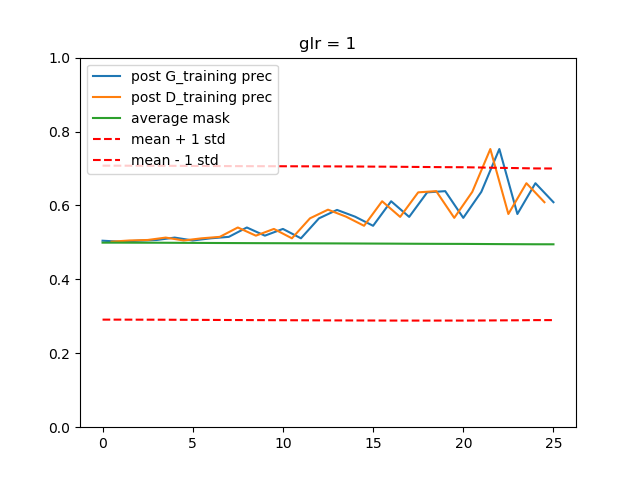 glr = 1
1.0
0.8
0.6
0.4
0.2
0.0
post G_training prec
post D_training prec
average mask
mean + 1 std
mean - 1 std
0 5 10 15 20 25